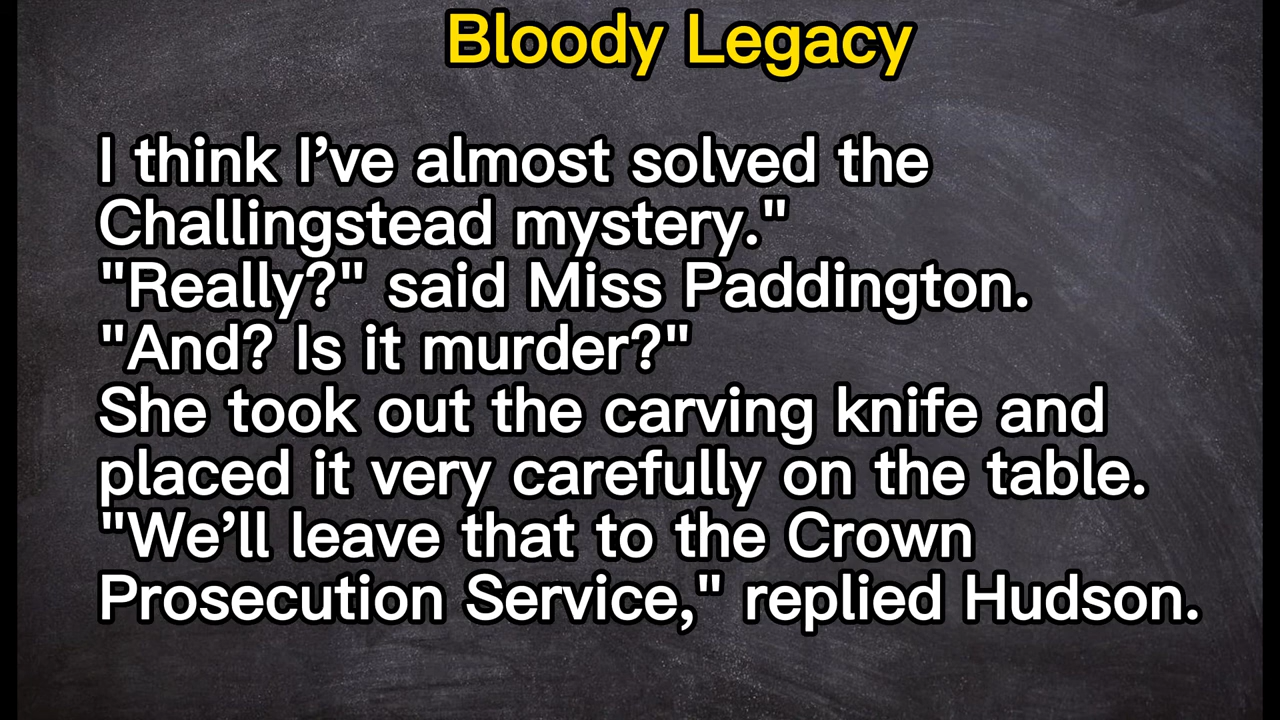 Bloody Legacy
I think I’ve almost solved the
Challingstead mystery."
"Really?" said Miss Paddington.
"And? Is it murder?"
She took out the carving knife and
placed it very carefully on the table.
"We’ll leave that to the Crown
Prosecution Service," replied Hudson.